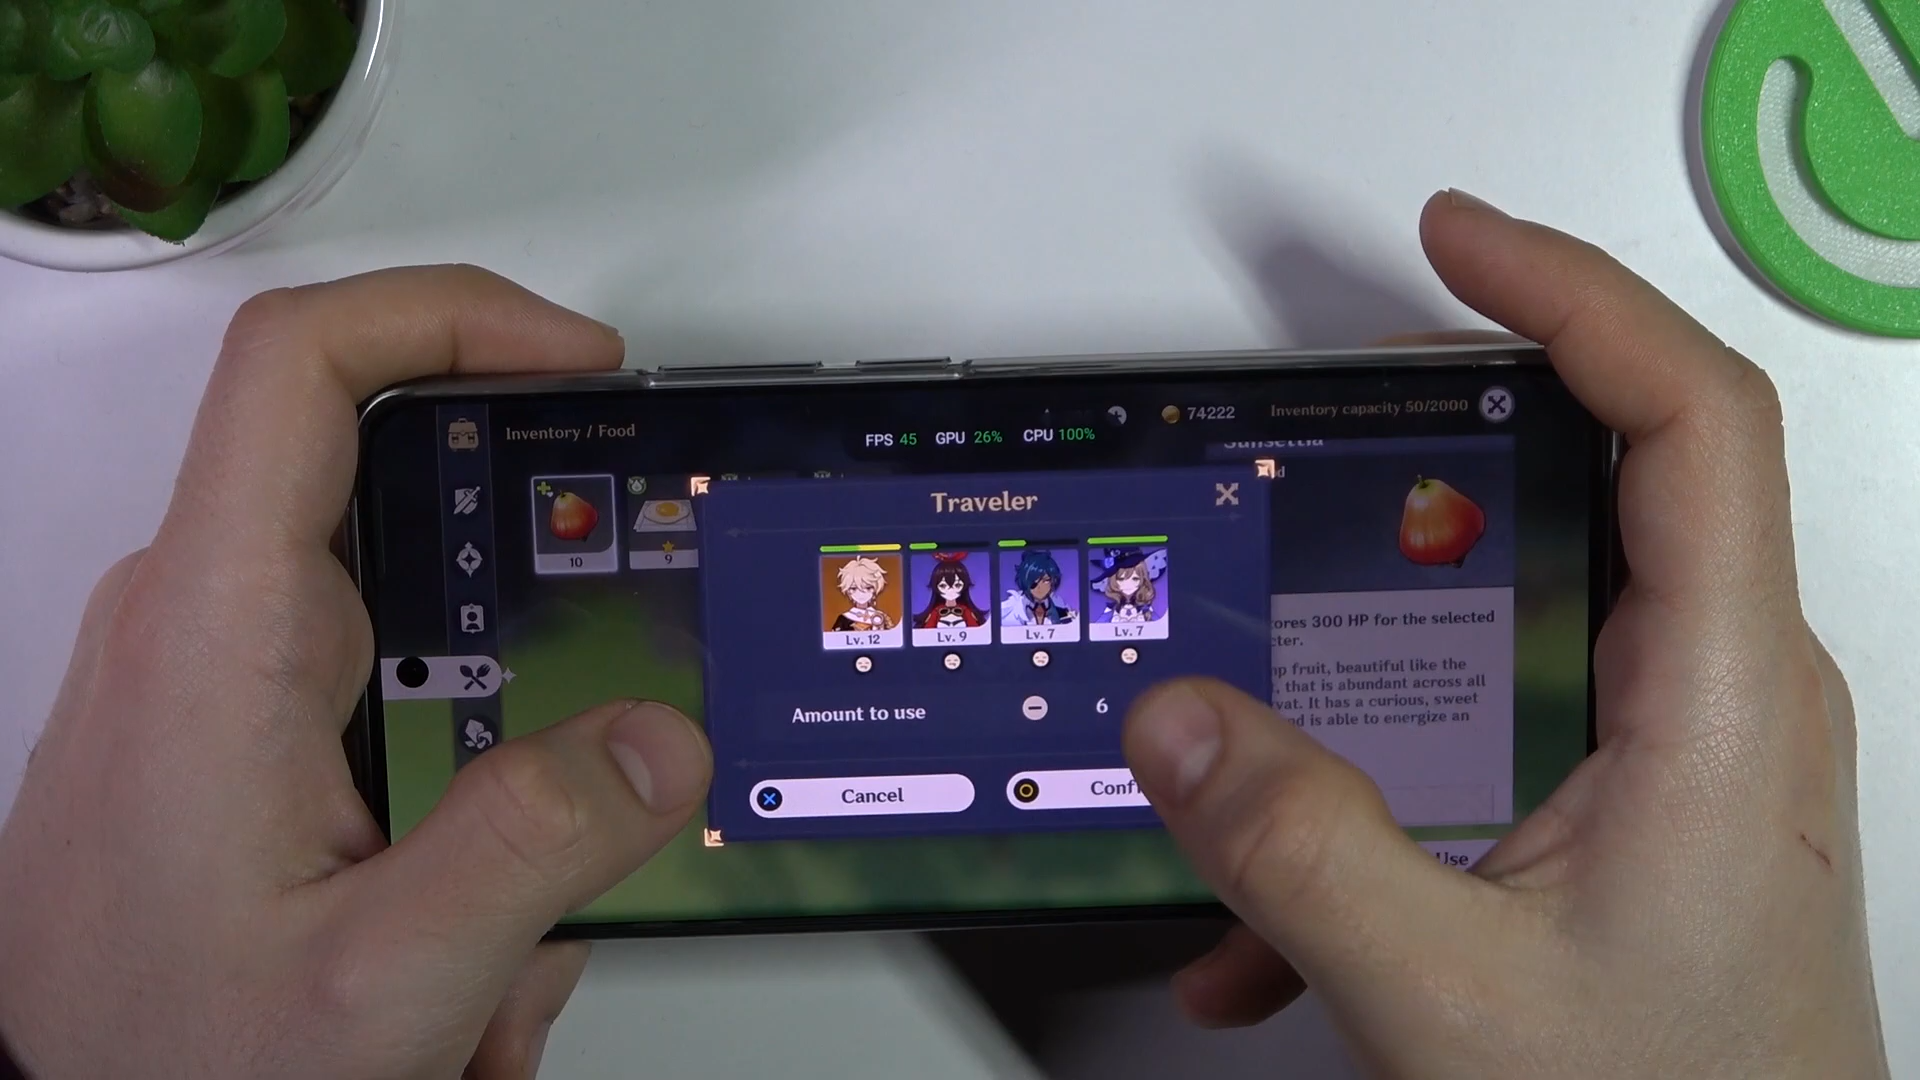 Inventory / Food
FPS 45 GPU 26% CPU 100%
74222
Inventory capacity 50/2000
Sunsettia
10
9
Traveler
Lv. 12
Lv. 9
Lv. 7
Lv. 7
Amount to use
6
Cancel
ores 300 HP for the selected
cter.
p fruit, beautiful like the
, that is abundant across all
vat. It has a curious, sweet
d is able to energize an
Use